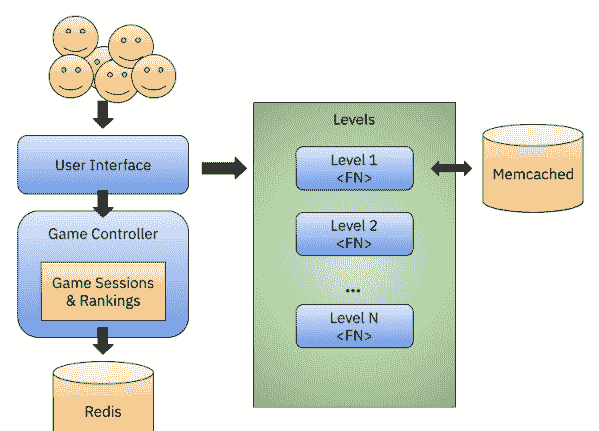 User Interface
Game Controller
Game Sessions
& Rankings
Redis
Levels
Level 1
<FN>
Level 2
<FN>
...
Level N
<FN>
Memcached